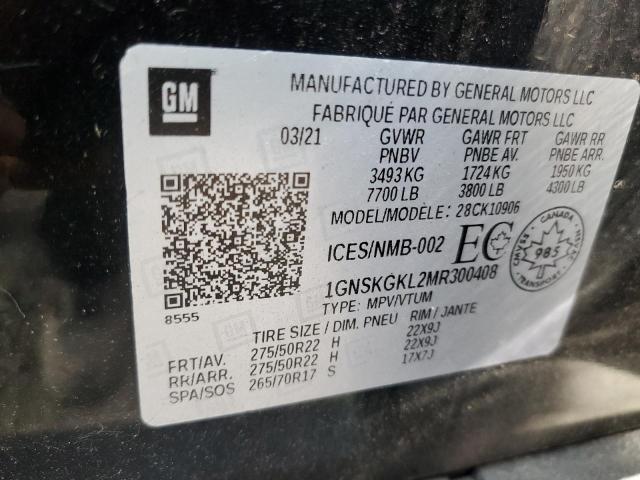 GM
MANUFACTURED BY GENERAL MOTORS LLC
FABRIQUÉ PAR GENERAL MOTORS LLC
03/21 GVWR GAWR FRT GAWR RR
PNBV PNBE AV. PNBE ARR.
3493 KG 1724 KG 1950 KG
7700 LB 3800 LB 4300 LB
MODEL/MODÈLE: 28CK10906
ICES/NMB-002 EC CANADA 985
1GNSKGKL2MR300408
8555
TYPE: MPV/VTUM
TIRE SIZE / DIM. PNEU RIM / JANTE
FRT/AV. 275/50R22 H 22X9J
RR/ARR. 275/50R22 H 22X9J
SPA/SOS 265/70R17 S 17X7J